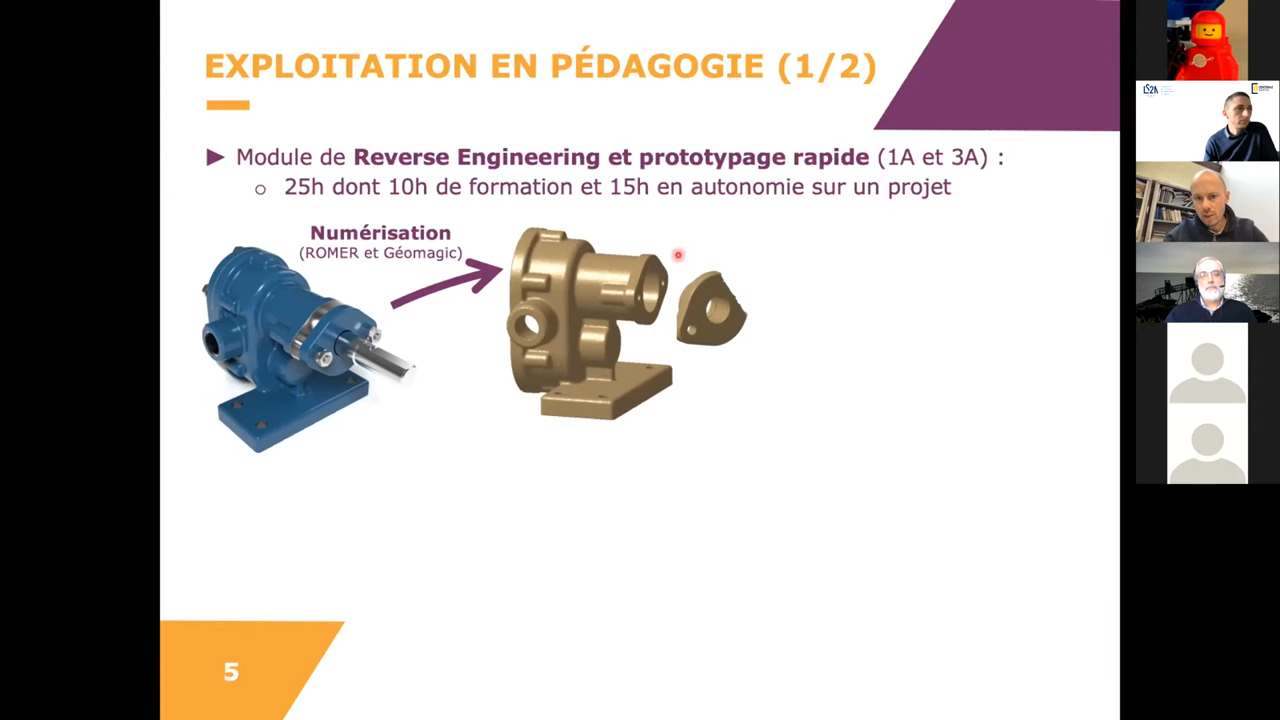 EXPLOITATION EN PÉDAGOGIE (1/2)
► Module de Reverse Engineering et prototypage rapide (1A et 3A) :
o 25h dont 10h de formation et 15h en autonomie sur un projet
Numérisation
(ROMER et Géomagic)
5
LS2N